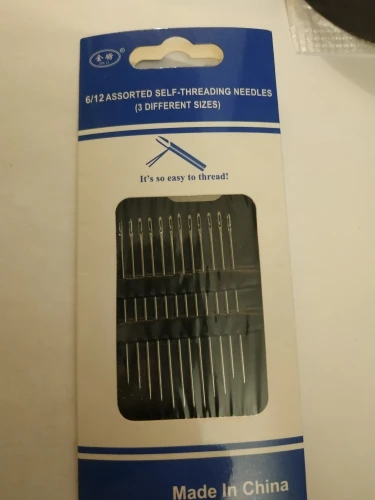 6/12 ASSORTED SELF-THREADING NEEDLES
(3 DIFFERENT SIZES)
It's so easy to thread!
Made In China